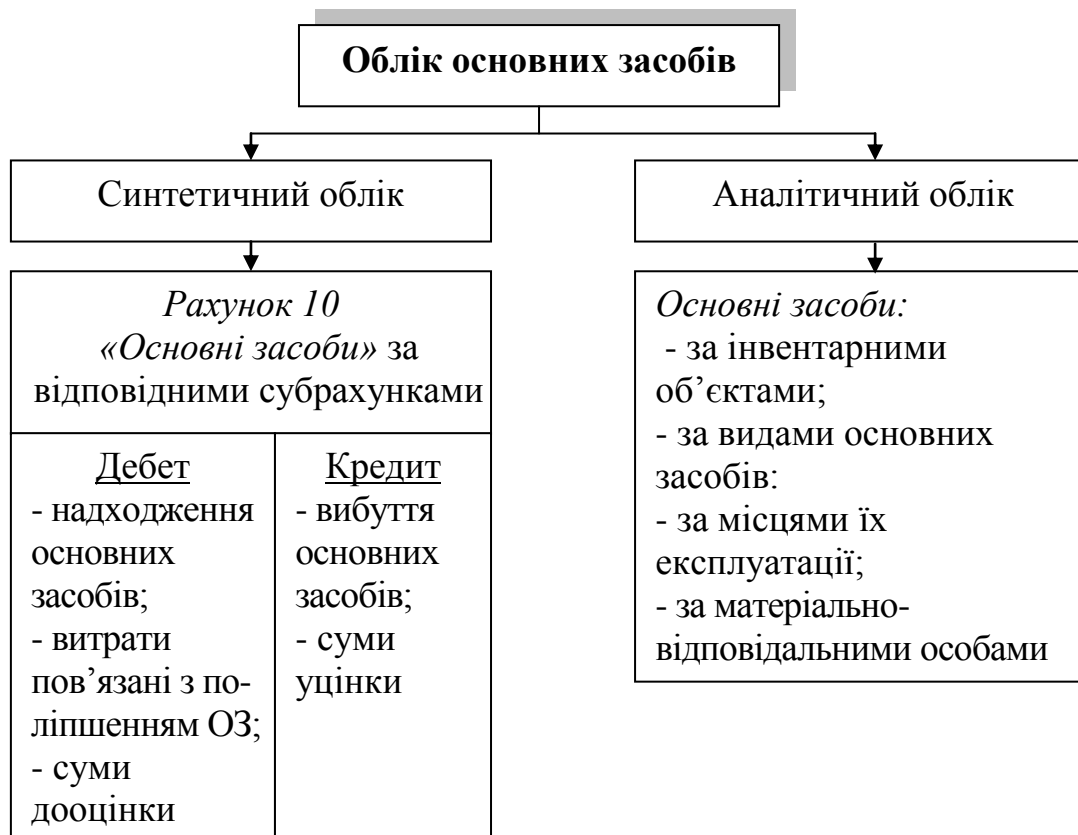 Облік основних засобів
Синтетичний облік
Аналітичний облік
Рахунок 10
«Основні засоби» за
відповідними субрахунками
Дебет
- надходження
основних
засобів;
- витрати
пов’язані з по-
ліпшенням ОЗ;
- суми
дооцінки
Кредит
- вибуття
основних
засобів;
- суми
уцінки
Основні засоби:
- за інвентарними
об’єктами;
- за видами основних
засобів:
- за місцями їх
експлуатації;
- за матеріально-
відповідальними особами